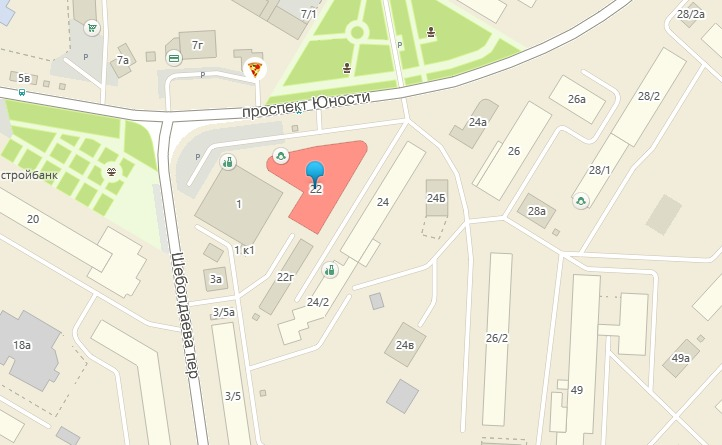 7/1
28/2а
7г
7а
Р
Р
5в
проспект Юности
28/2
26а
24а
26
28/1
Р
стройбанк
22
24
24Б
28а
20
1
1 к1
3а
22г
24/2
3/5а
Шеболдаева пер
18а
24в
26/2
49а
3/5
49